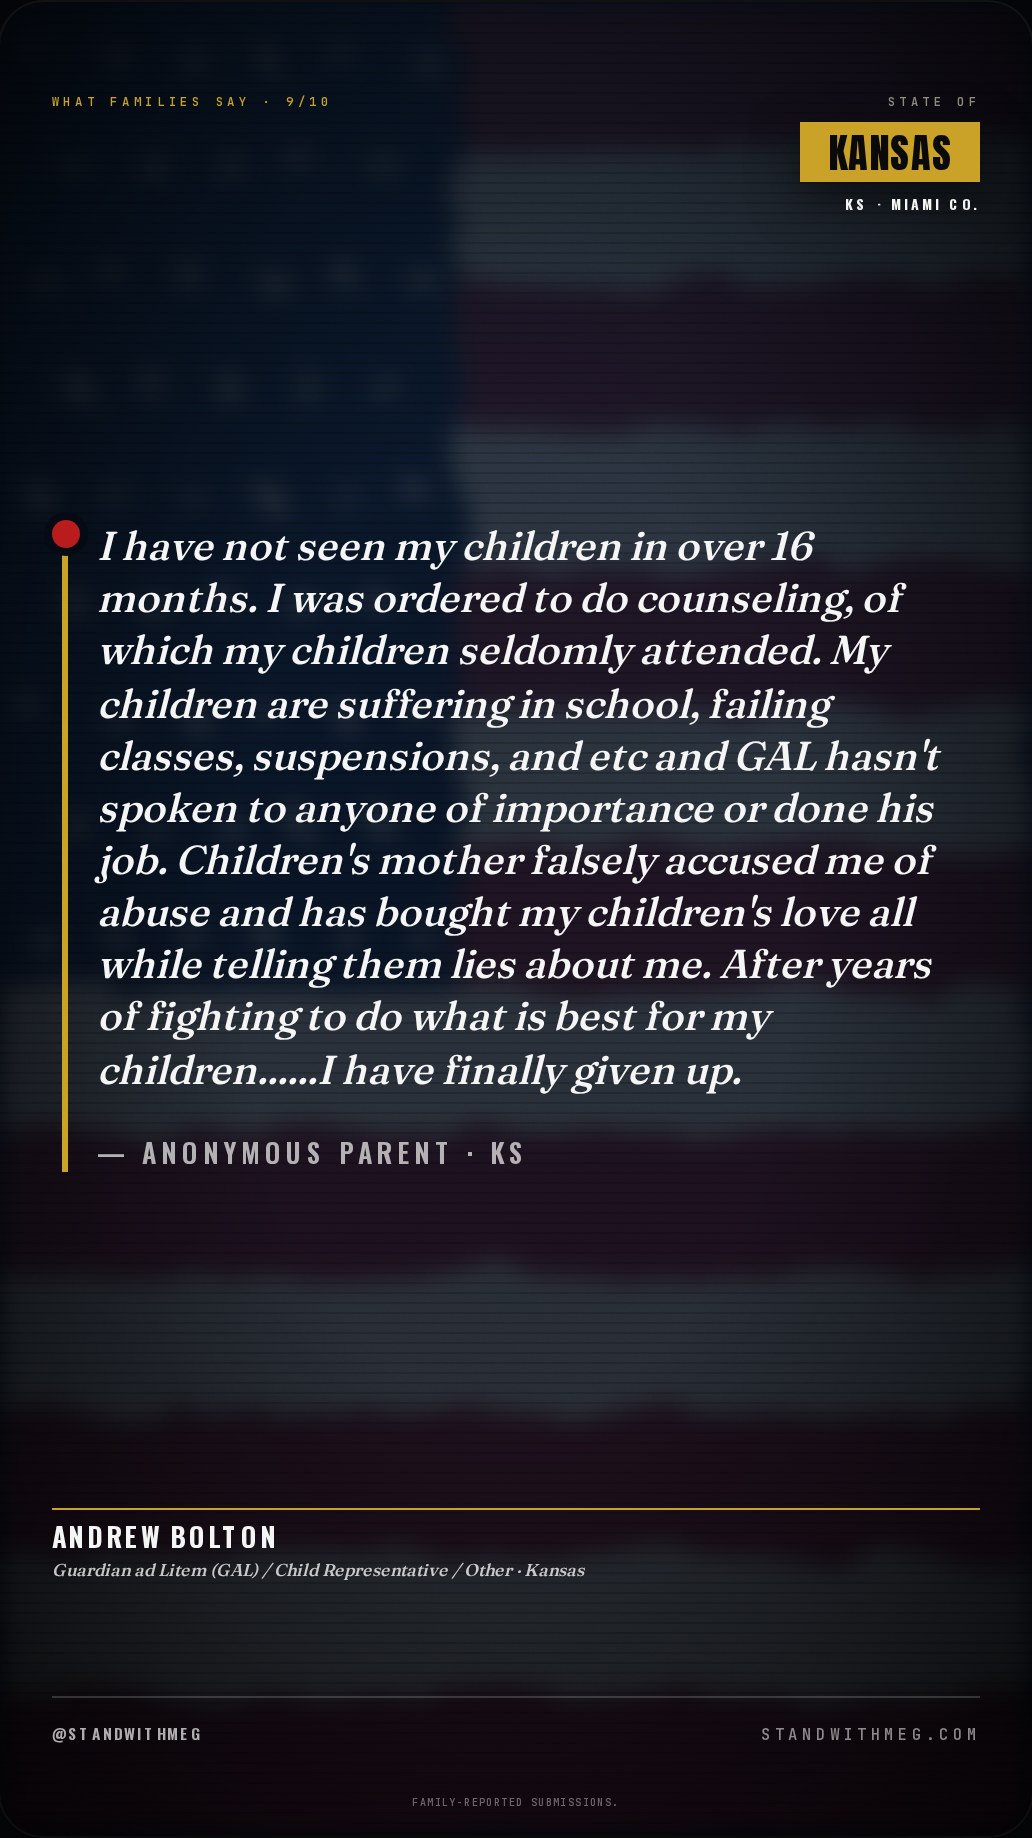 WHAT FAMILIES SAY · 9/10
STATE OF
KANSAS
KS · MIAMI CO.
I have not seen my children in over 16
months. I was ordered to do counseling, of
which my children seldomly attended. My
children are suffering in school, failing
classes, suspensions, and etc and GAL hasn't
spoken to anyone of importance or done his
job. Children's mother falsely accused me of
abuse and has bought my children's love all
while telling them lies about me. After years
of fighting to do what is best for my
children......I have finally given up.
— ANONYMOUS PARENT · KS
ANDREW BOLTON
Guardian ad Litem (GAL) / Child Representative / Other · Kansas
@STANDWITHMEG
STANDWITHMEG.COM
FAMILY-REPORTED SUBMISSIONS.